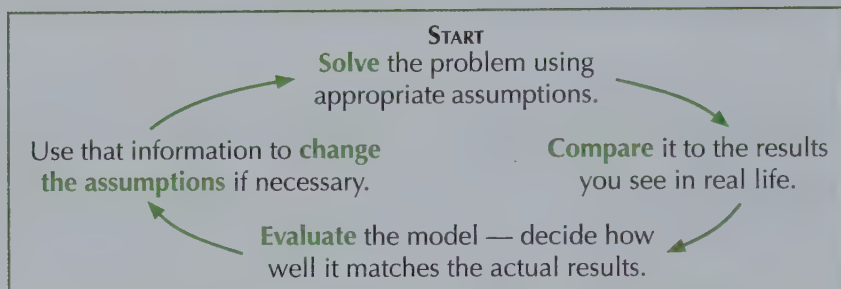 START
Solve the problem using
appropriate assumptions.
Compare it to the results
you see in real life.
Evaluate the model — decide how
well it matches the actual results.
Use that information to change
the assumptions if necessary.